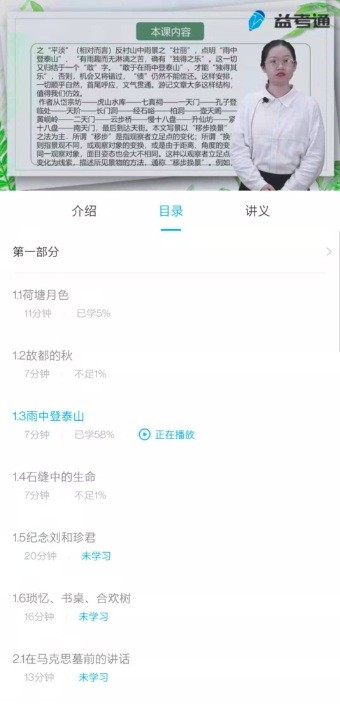 益考通
本课内容
之“平淡”（相对而言）反衬山中雨景之“壮丽”，点明“雨中
登泰山”、“有雨趣而无淋漓之苦，确有“独得之乐”。这一切
又归结于一个“敢”字。“敢于在雨中登泰山”，才能“独得其
乐”，否则，机会又将错过，“债”仍然不能偿还。这样安排，
一切顺乎自然，首尾呼应，文气贯通。游记文章大多这样结构，
值得我们仿效。
作者从岱宗坊——虎山水库——七真祠——天门——孔子登
临处——天阶——长门洞——经石峪——柏洞——壶天阁——
黄岘岭——二天门——云步桥——慢十八盘——升仙坊——紧
十八盘——南天门，最后到达天街。本文写景以“移步换景”
之法为主。所谓“移步”是指观察者立足点的变化；所谓“换
则指景观不同，或观察对象的变换，或是由于距离、角度的变
同一观察对象，面目姿态也会大不相同。这种以观察者立足点
变化为线索，描述所见景物的方法，通称“移步换景”。例如，
介绍 目录 讲义
第一部分
1.1荷塘月色
11分钟 已学5%
1.2故都的秋
7分钟 不足1%
1.3雨中登泰山
7分钟 已学58% 正在播放
1.4石缝中的生命
7分钟 不足1%
1.5纪念刘和珍君
20分钟 未学习
1.6琐忆、书桌、合欢树
16分钟 未学习
2.1在马克思墓前的讲话
13分钟 未学习